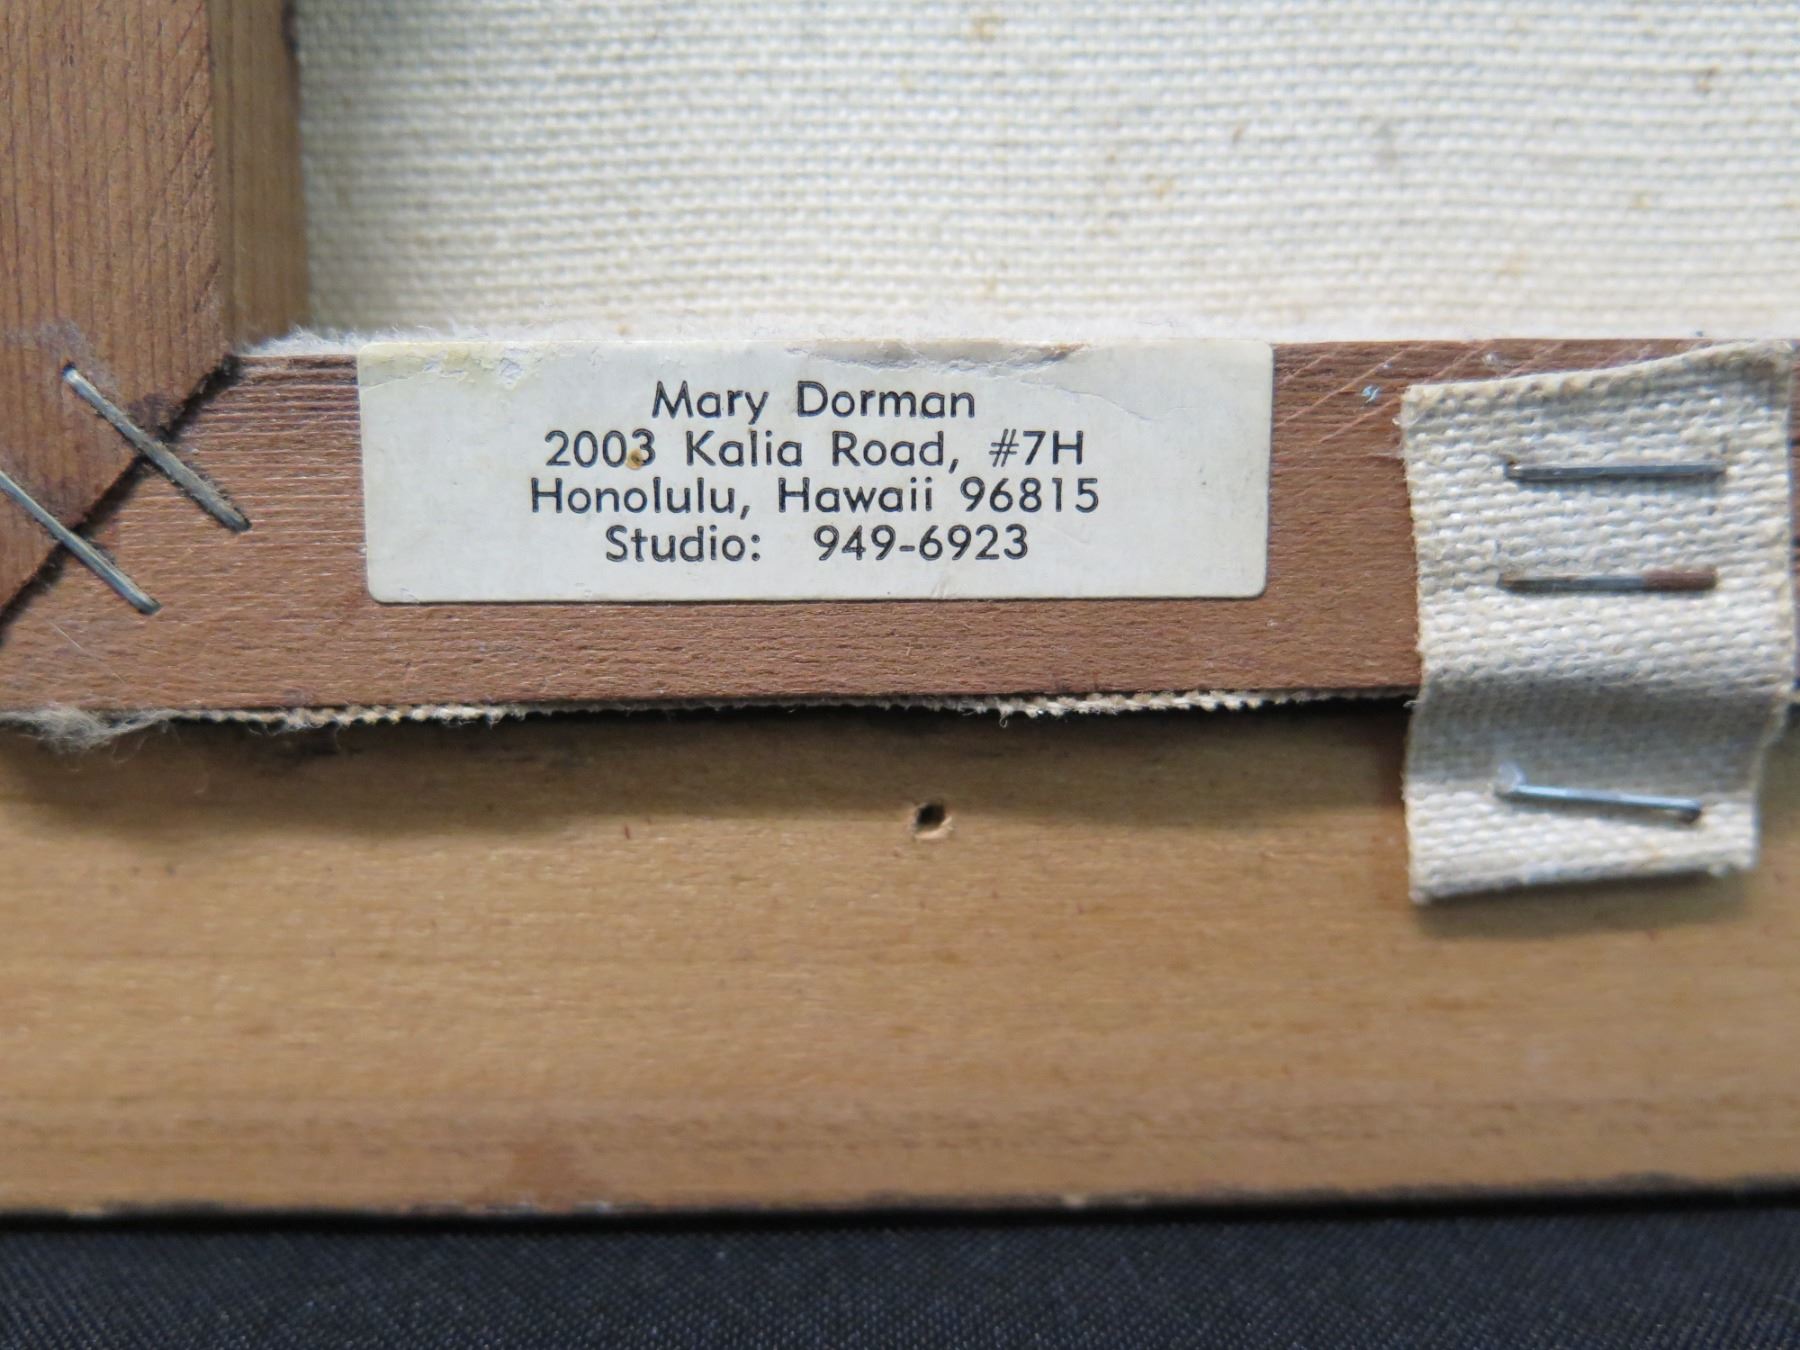 Mary Dorman
2003 Kalia Road, #7H
Honolulu, Hawaii 96815
Studio: 949-6923